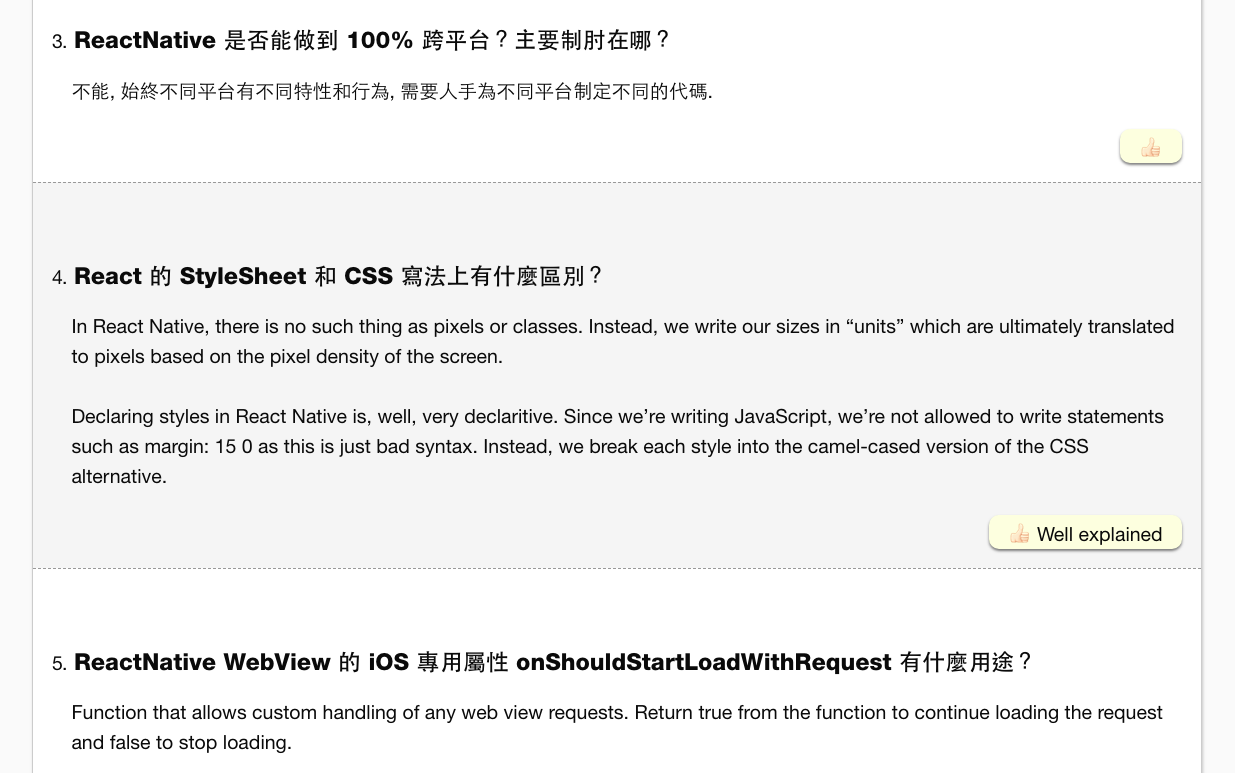 3. ReactNative 是否能做到 100% 跨平台？主要制肘在哪？
不能, 始終不同平台有不同特性和行為, 需要人手為不同平台制定不同的代碼.
👍
4. React 的 StyleSheet 和 CSS 寫法上有什麼區別？
In React Native, there is no such thing as pixels or classes. Instead, we write our sizes in “units” which are ultimately translated
to pixels based on the pixel density of the screen.
Declaring styles in React Native is, well, very declaritive. Since we’re writing JavaScript, we’re not allowed to write statements
such as margin: 15 0 as this is just bad syntax. Instead, we break each style into the camel-cased version of the CSS
alternative.
👍 Well explained
5. ReactNative WebView 的 iOS 專用屬性 onShouldStartLoadWithRequest 有什麼用途？
Function that allows custom handling of any web view requests. Return true from the function to continue loading the request
and false to stop loading.